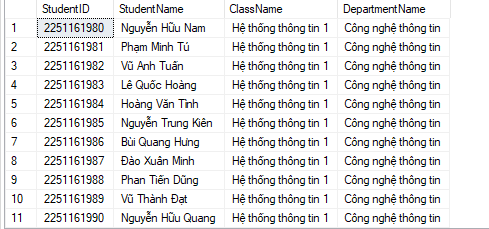 StudentID StudentName ClassName DepartmentName
1 2251161980 Nguyễn Hữu Nam Hệ thống thông tin 1 Công nghệ thông tin
2 2251161981 Phạm Minh Tú Hệ thống thông tin 1 Công nghệ thông tin
3 2251161982 Vũ Anh Tuấn Hệ thống thông tin 1 Công nghệ thông tin
4 2251161983 Lê Quốc Hoàng Hệ thống thông tin 1 Công nghệ thông tin
5 2251161984 Hoàng Văn Tình Hệ thống thông tin 1 Công nghệ thông tin
6 2251161985 Nguyễn Trung Kiên Hệ thống thông tin 1 Công nghệ thông tin
7 2251161986 Bùi Quang Hưng Hệ thống thông tin 1 Công nghệ thông tin
8 2251161987 Đào Xuân Minh Hệ thống thông tin 1 Công nghệ thông tin
9 2251161988 Phan Tiến Dũng Hệ thống thông tin 1 Công nghệ thông tin
10 2251161989 Vũ Thành Đạt Hệ thống thông tin 1 Công nghệ thông tin
11 2251161990 Nguyễn Hữu Quang Hệ thống thông tin 1 Công nghệ thông tin